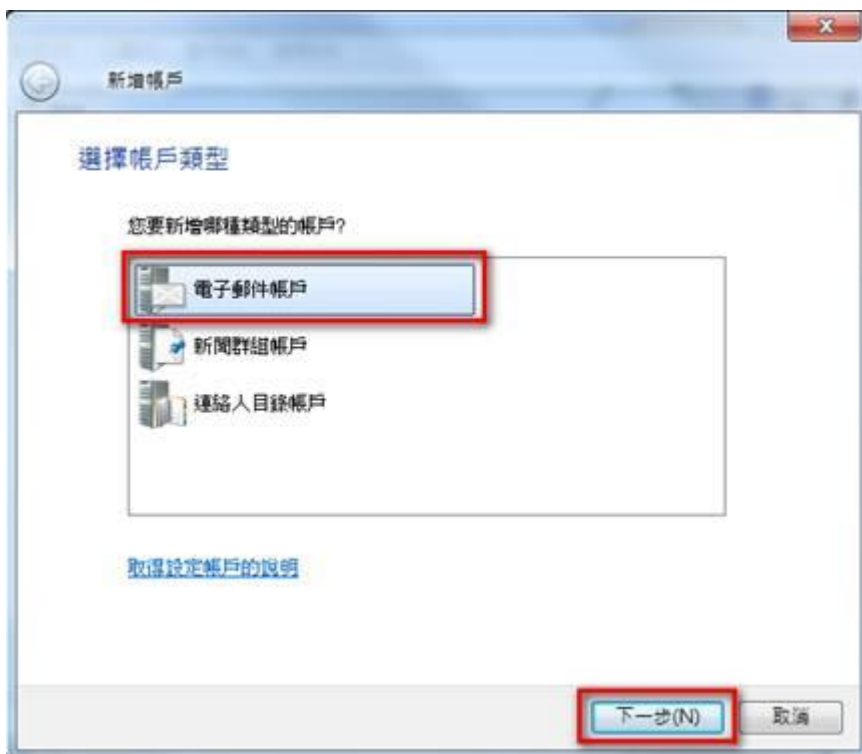 新增帳戶
選擇帳戶類型
您要新增哪種類型的帳戶?
電子郵件帳戶
新聞群組帳戶
連絡人目錄帳戶
取得設定帳戶的說明
下一步(N)
取消